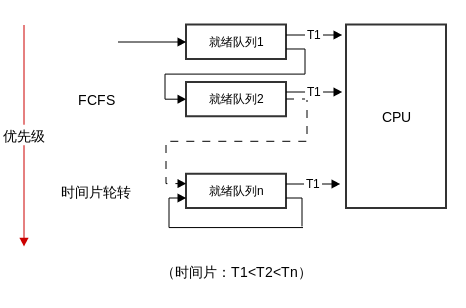 就绪队列1
T1
FCFS
就绪队列2
T1
CPU
优先级
时间片轮转
就绪队列n
T1
（时间片：T1<T2<Tn）